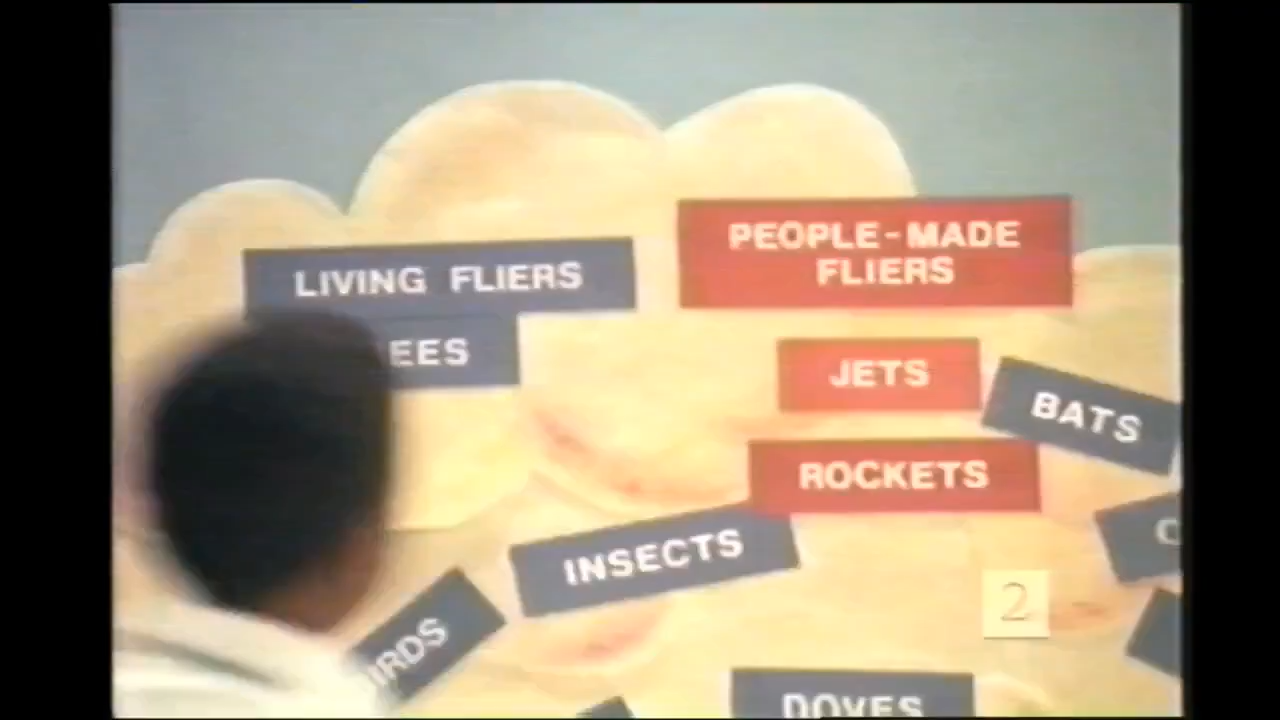 LIVING FLIERS
PEOPLE-MADE
FLIERS
EES
JETS
BATS
ROCKETS
INSECTS
C
2
IRDS
DOVES